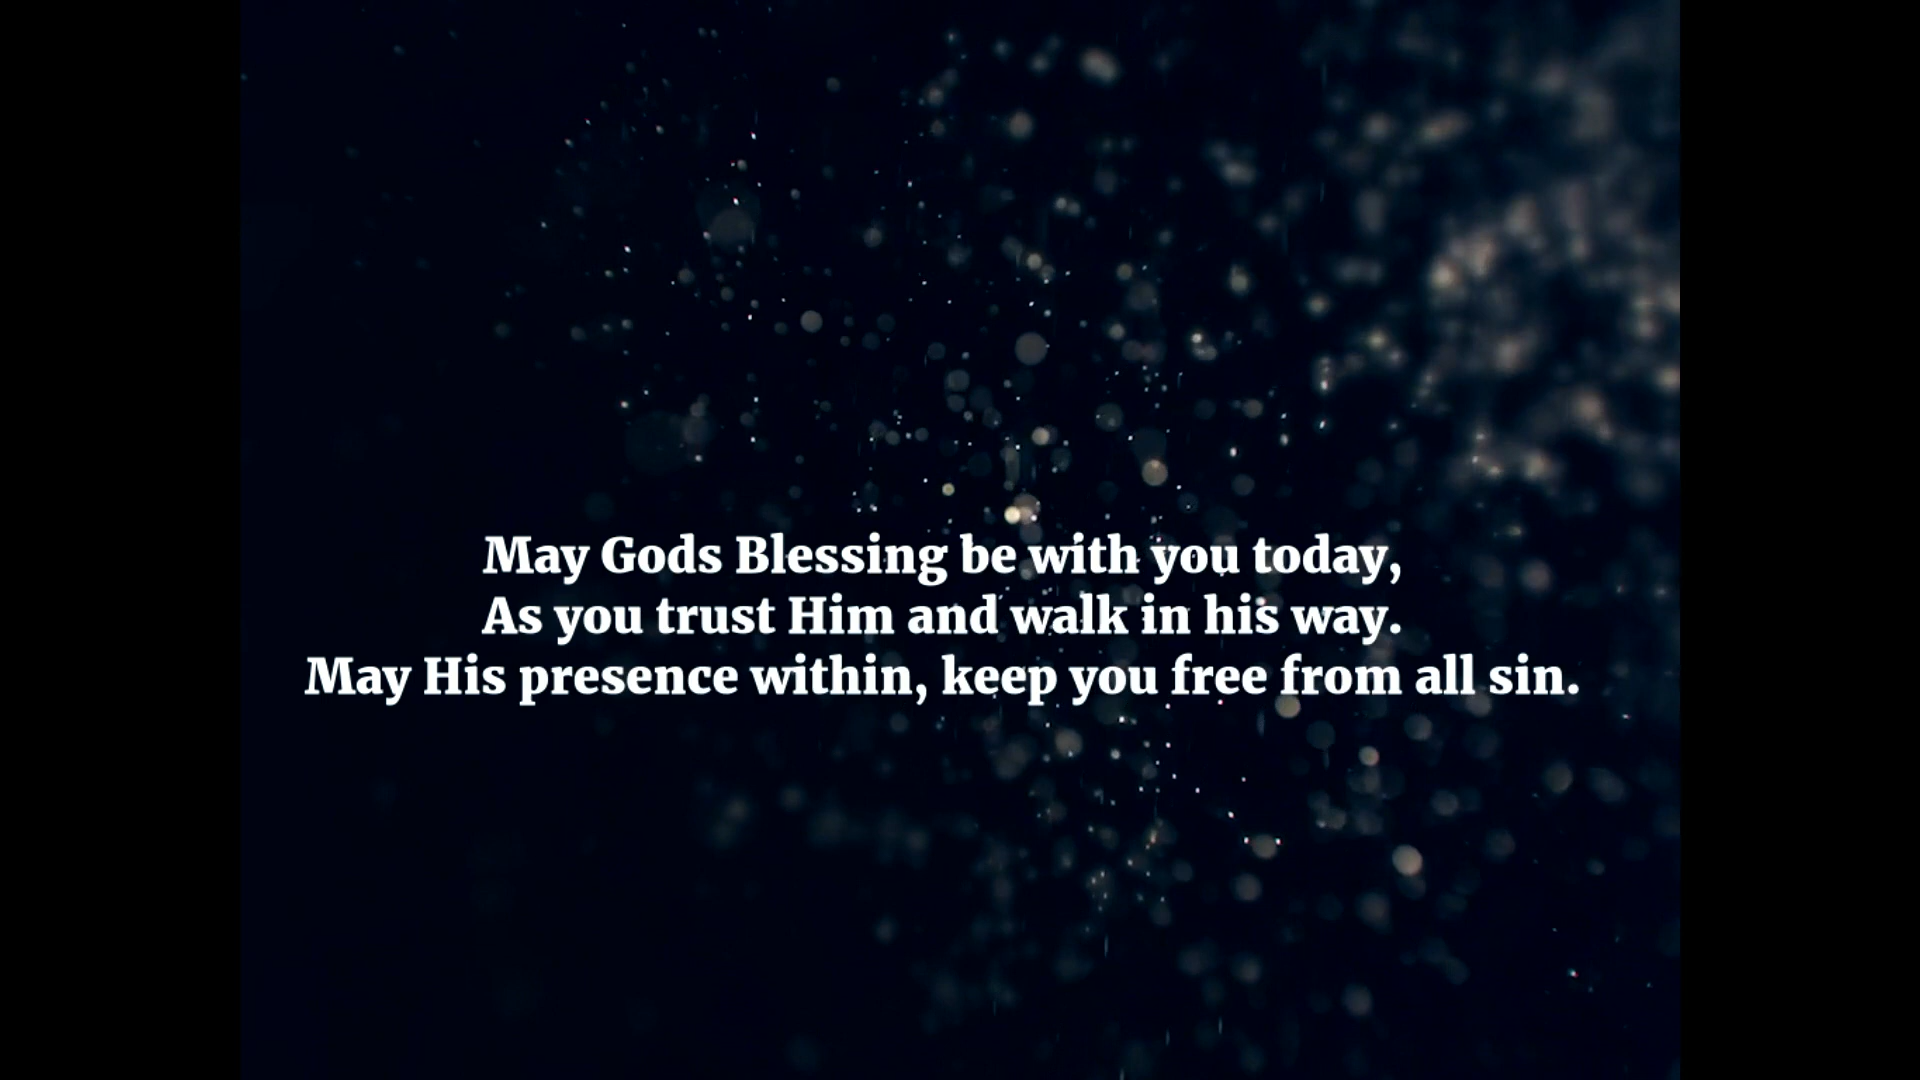 May Gods Blessing be with you today,
As you trust Him and walk in his way.
May His presence within, keep you free from all sin.